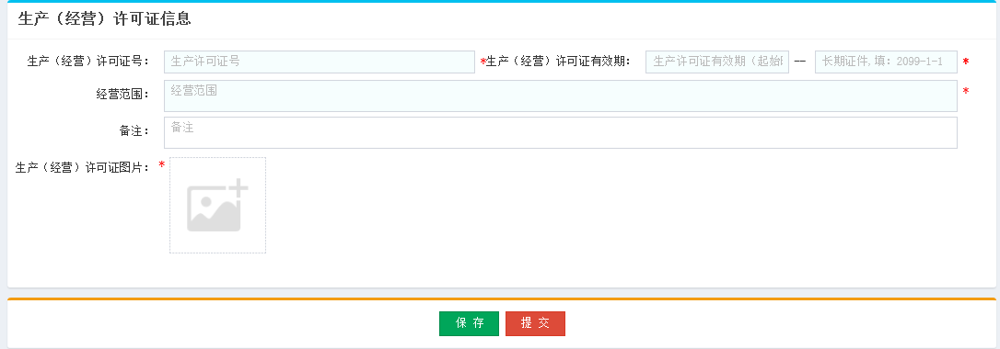 生产（经营）许可证信息
生产（经营）许可证号： 生产许可证号 *生产（经营）许可证有效期： 生产许可证有效期（起始 -- 长期证件,填：2099-1-1 *
经营范围： 经营范围 *
备注： 备注
生产（经营）许可证图片： *
保 存 提 交